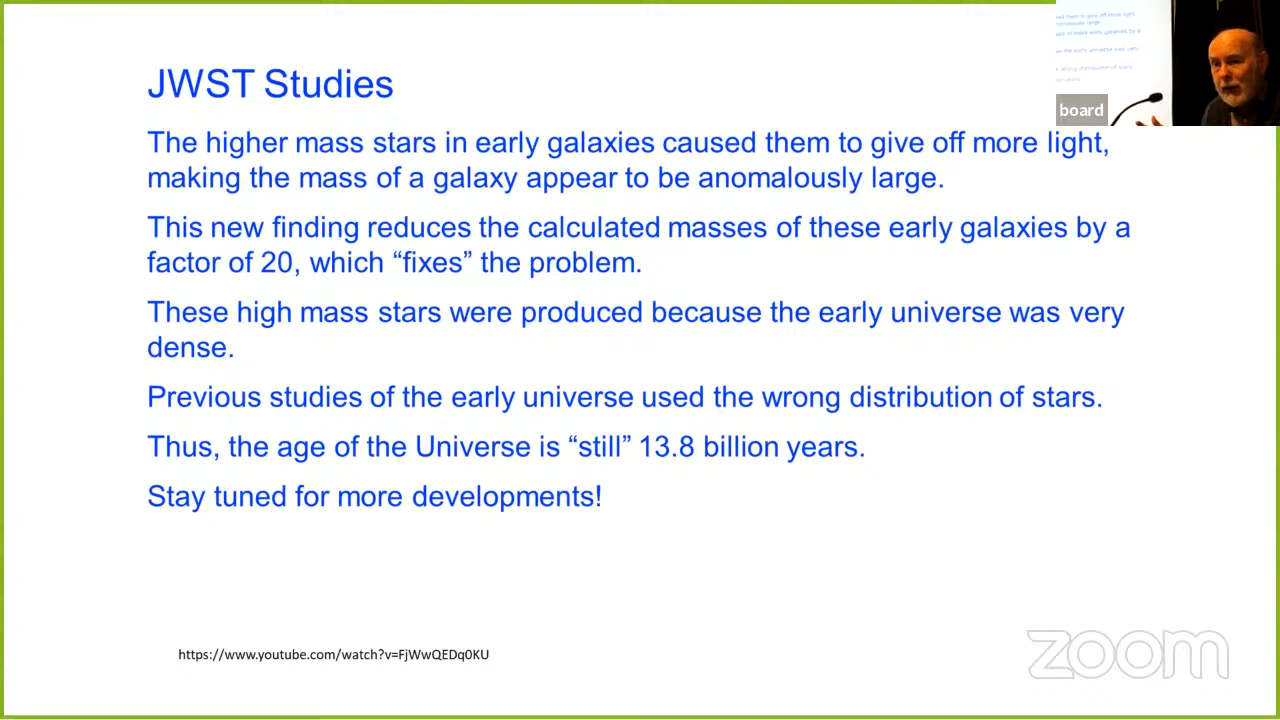 JWST Studies
The higher mass stars in early galaxies caused them to give off more light,
making the mass of a galaxy appear to be anomalously large.
This new finding reduces the calculated masses of these early galaxies by a
factor of 20, which “fixes” the problem.
These high mass stars were produced because the early universe was very
dense.
Previous studies of the early universe used the wrong distribution of stars.
Thus, the age of the Universe is “still” 13.8 billion years.
Stay tuned for more developments!
https://www.youtube.com/watch?v=FjWwQEDq0KU
board
zoom